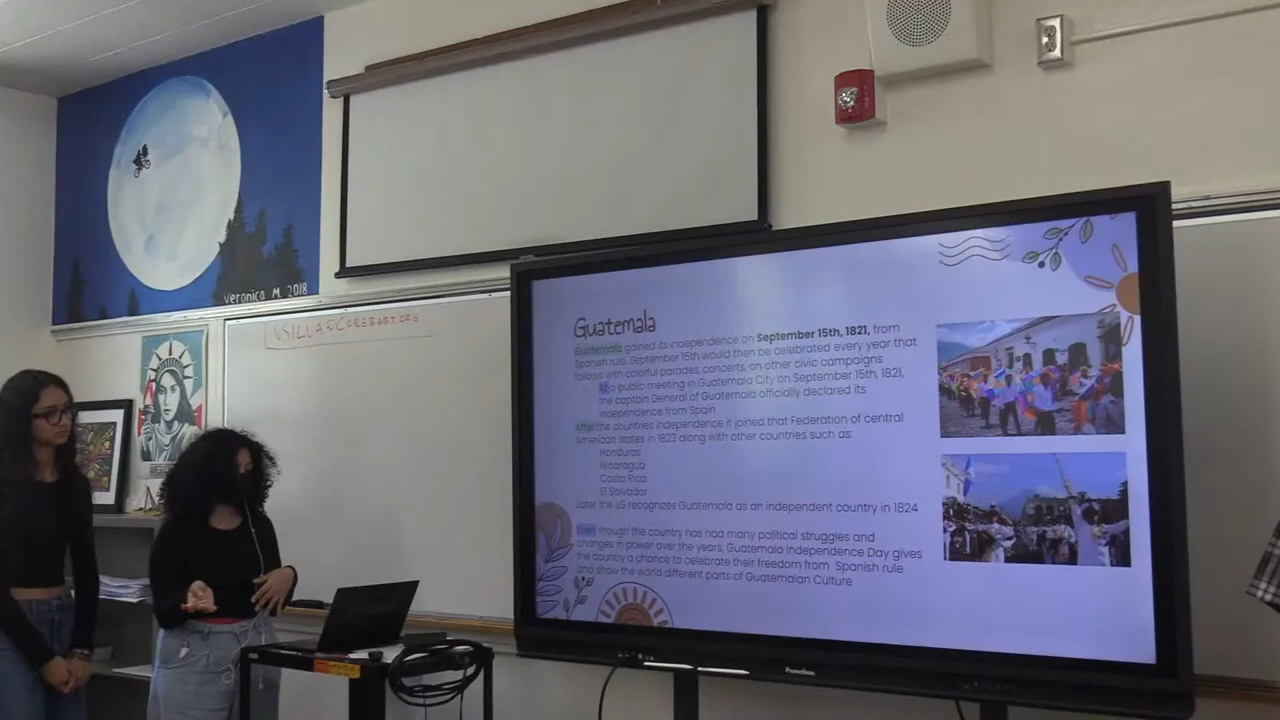 Veronica M. 2018
Guatemala
Guatemala gained its independence on September 15th, 1821, from
Spanish rule. September 15th would then be celebrated every year that
follows with colorful parades, concerts, on other civic campaigns
At a public meeting in Guatemala City on September 15th, 1821,
the captain General of Guatemala officially declared its
independence from Spain
After the countries independence it joined that Federation of central
American states in 1823 along with other countries such as:
Honduras
Nicaragua
Costa Rica
El Salvador
Later the US recognizes Guatemala as an independent country in 1824
Even though the country has had many political struggles and
changes in power over the years, Guatemala Independence Day gives
the country a chance to celebrate their freedom from Spanish rule
and show the world different parts of Guatemalan Culture
Promethean